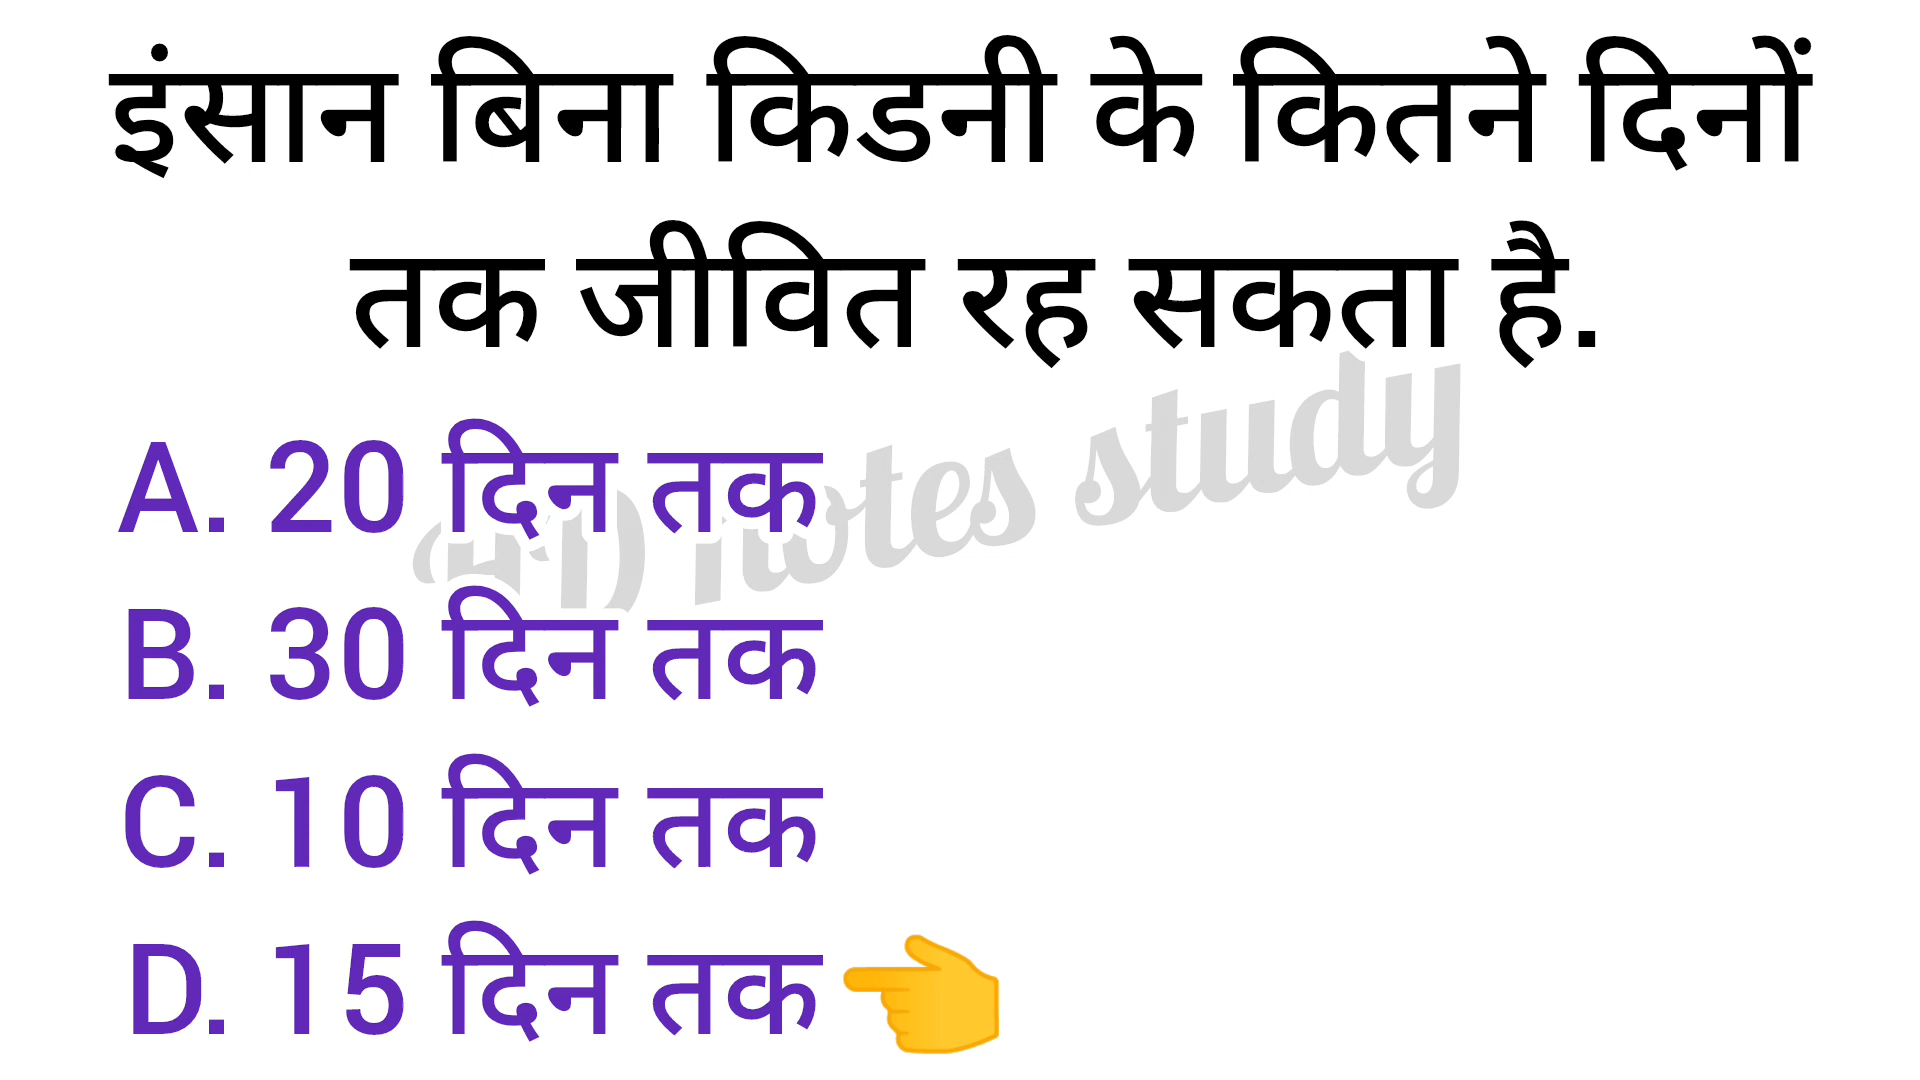 इंसान बिना किडनी के कितने दिनों
तक जीवित रह सकता है.
notes study
A. 20 दिन तक
B. 30 दिन तक
C. 10 दिन तक
D. 15 दिन तक